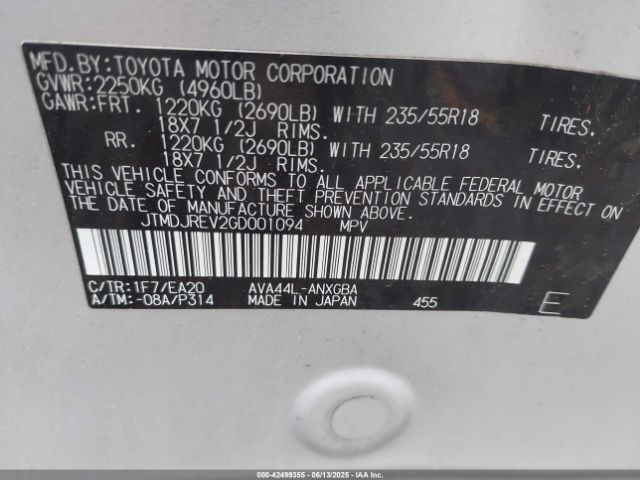 MFD. BY: TOYOTA MOTOR CORPORATION
GVWR: 2250KG (4960LB)
GAWR: FRT. 1220KG (2690LB) WITH 235/55R18 TIRES.
18X7 1/2J RIMS.
RR. 1220KG (2690LB) WITH 235/55R18 TIRES.
18X7 1/2J RIMS.
THIS VEHICLE CONFORMS TO ALL APPLICABLE FEDERAL MOTOR
VEHICLE SAFETY AND THEFT PREVENTION STANDARDS IN EFFECT ON
THE DATE OF MANUFACTURE SHOWN ABOVE.
JTMDJREV2GD001094 MPV
C/TR: 1F7/EA20 AVA44L-ANXGBA
A/TM: -08A/P314 MADE IN JAPAN 455 E
000-42499355 - 06/13/2025 - IAA Inc.